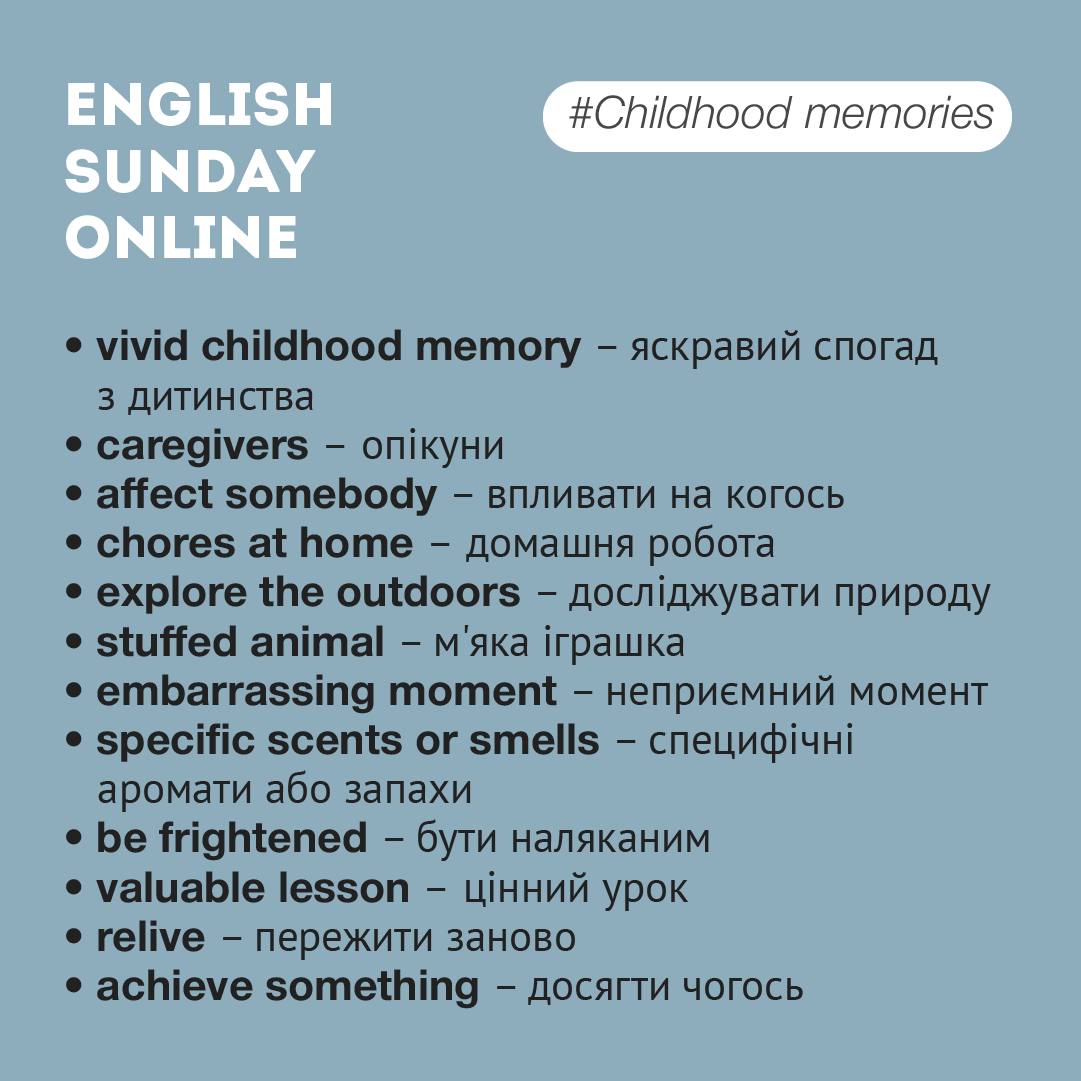 ENGLISH
SUNDAY
ONLINE
#Childhood memories
• vivid childhood memory – яскравий спогад
з дитинства
• caregivers – опікуни
• affect somebody – впливати на когось
• chores at home – домашня робота
• explore the outdoors – досліджувати природу
• stuffed animal – м'яка іграшка
• embarrassing moment – неприємний момент
• specific scents or smells – специфічні
аромати або запахи
• be frightened – бути наляканим
• valuable lesson – цінний урок
• relive – пережити заново
• achieve something – досягти чогось